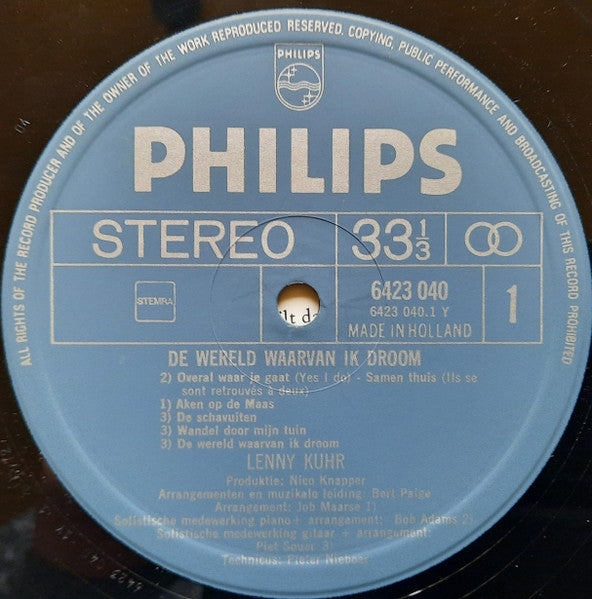 ALL RIGHTS OF THE RECORD PRODUCER AND OF THE OWNER OF THE WORK REPRODUCED RESERVED. COPYING, PUBLIC PERFORMANCE AND BROADCASTING OF THIS RECORD PROHIBITED
PHILIPS
PHILIPS
STEREO 33⅓
STEMRA
ilt da
6423 040
6423 040.1 Y
MADE IN HOLLAND
1
DE WERELD WAARVAN IK DROOM
2) Overal waar je gaat (Yes I do) - Samen thuis (Ils se
sont retrouvés à deux)
1) Aken op de Maas
3) De schavuiten
3) Wandel door mijn tuin
3) De wereld waarvan ik droom
LENNY KUHR
Produktie: Nico Knapper
Arrangementen en muzikale leiding: Bert Paige
Arrangement: Job Maarse 1)
Solistische medewerking piano+ arrangement: Bob Adams 2)
Solistische medewerking gitaar + arrangement:
Piet Souer 3)
Technicus: Pieter Nieboer